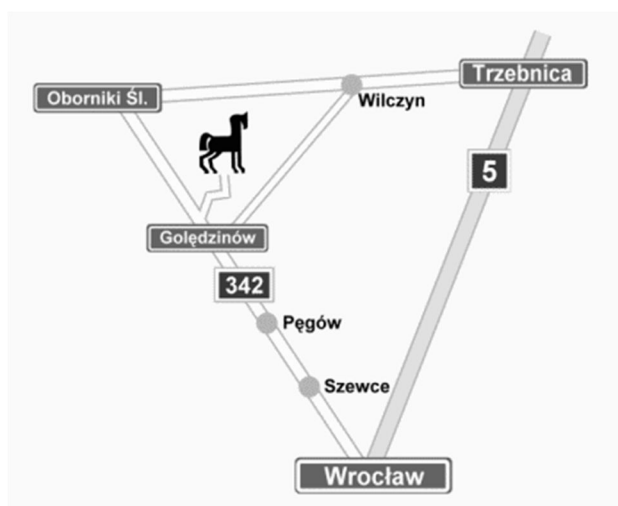 Trzebnica
Oborniki Śl.
Wilczyn
5
Golędzinów
342
Pęgów
Szewce
Wrocław